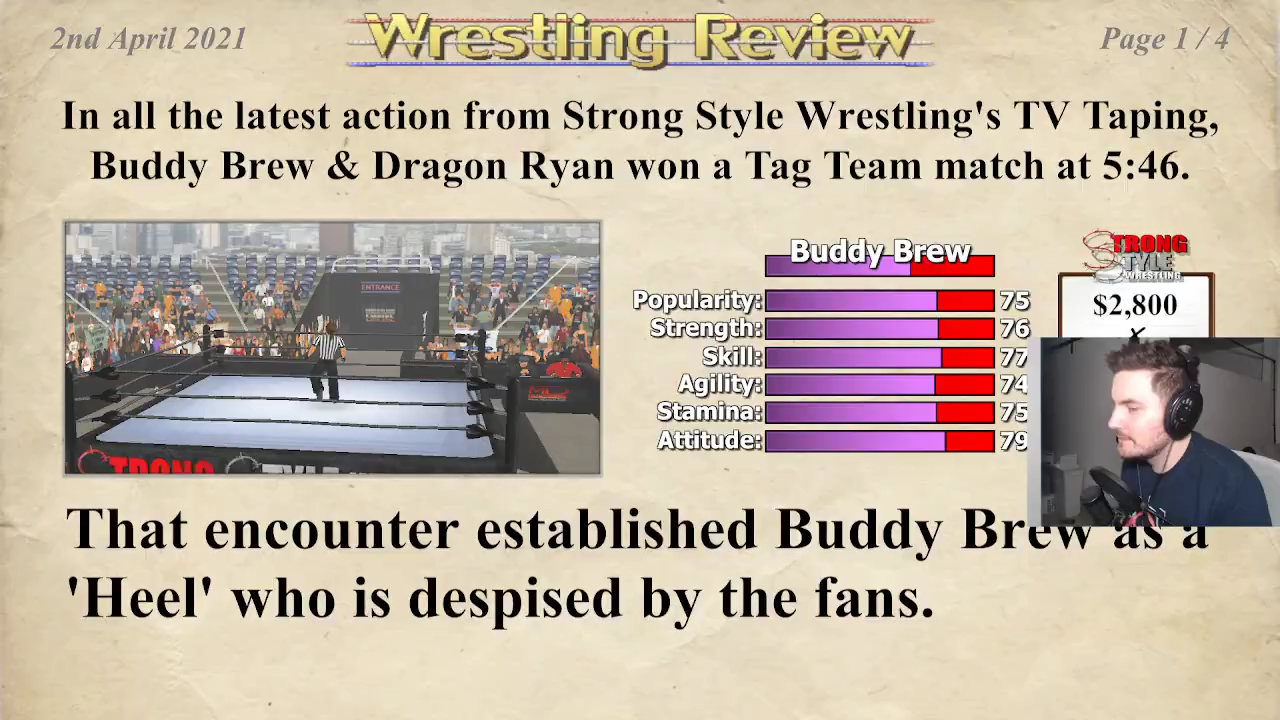 2nd April 2021
Wrestling Review
Page 1 / 4
In all the latest action from Strong Style Wrestling's TV Taping,
Buddy Brew & Dragon Ryan won a Tag Team match at 5:46.
ENTRANCE
Buddy Brew
Popularity: 75
Strength: 76
Skill: 77
Agility: 74
Stamina: 75
Attitude: 79
STRONG
STYLE
WRESTLING
$2,800
x
STRONG STYLE
That encounter established Buddy Brew as a
'Heel' who is despised by the fans.